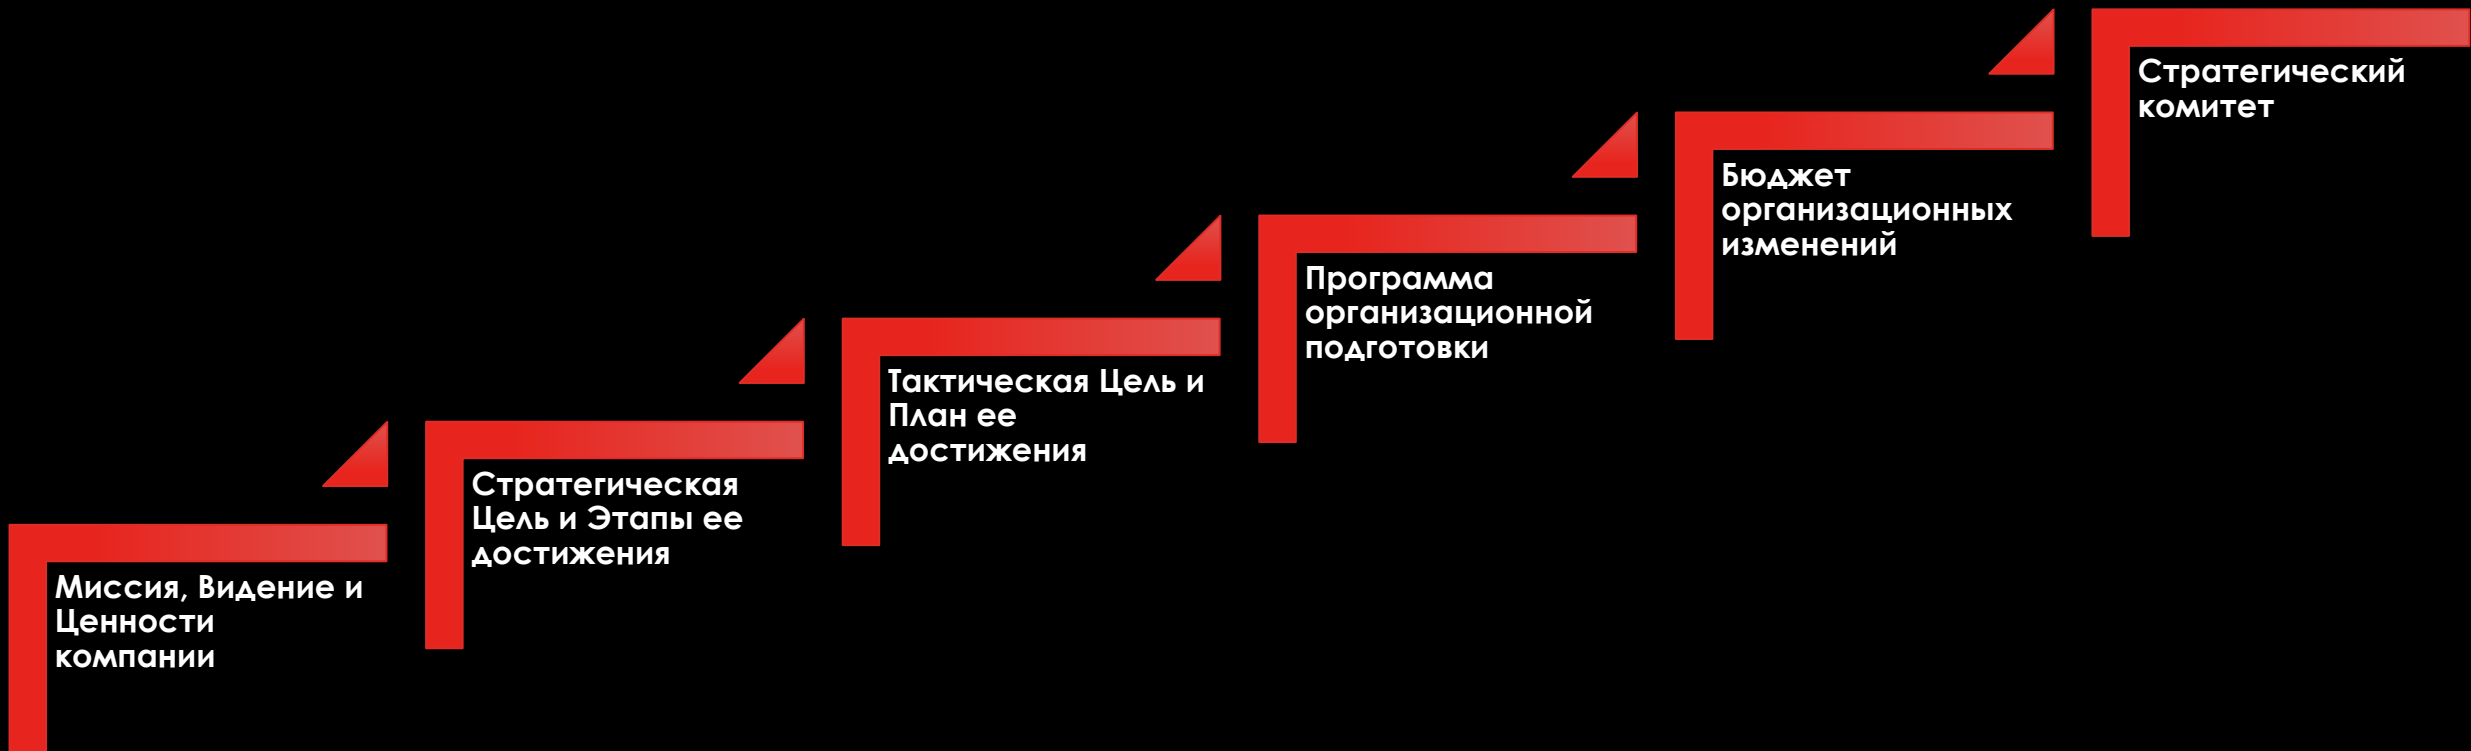 Миссия, Видение и
Ценности
компании
Стратегическая
Цель и Этапы ее
достижения
Тактическая Цель и
План ее
достижения
Программа
организационной
подготовки
Бюджет
организационных
изменений
Стратегический
комитет